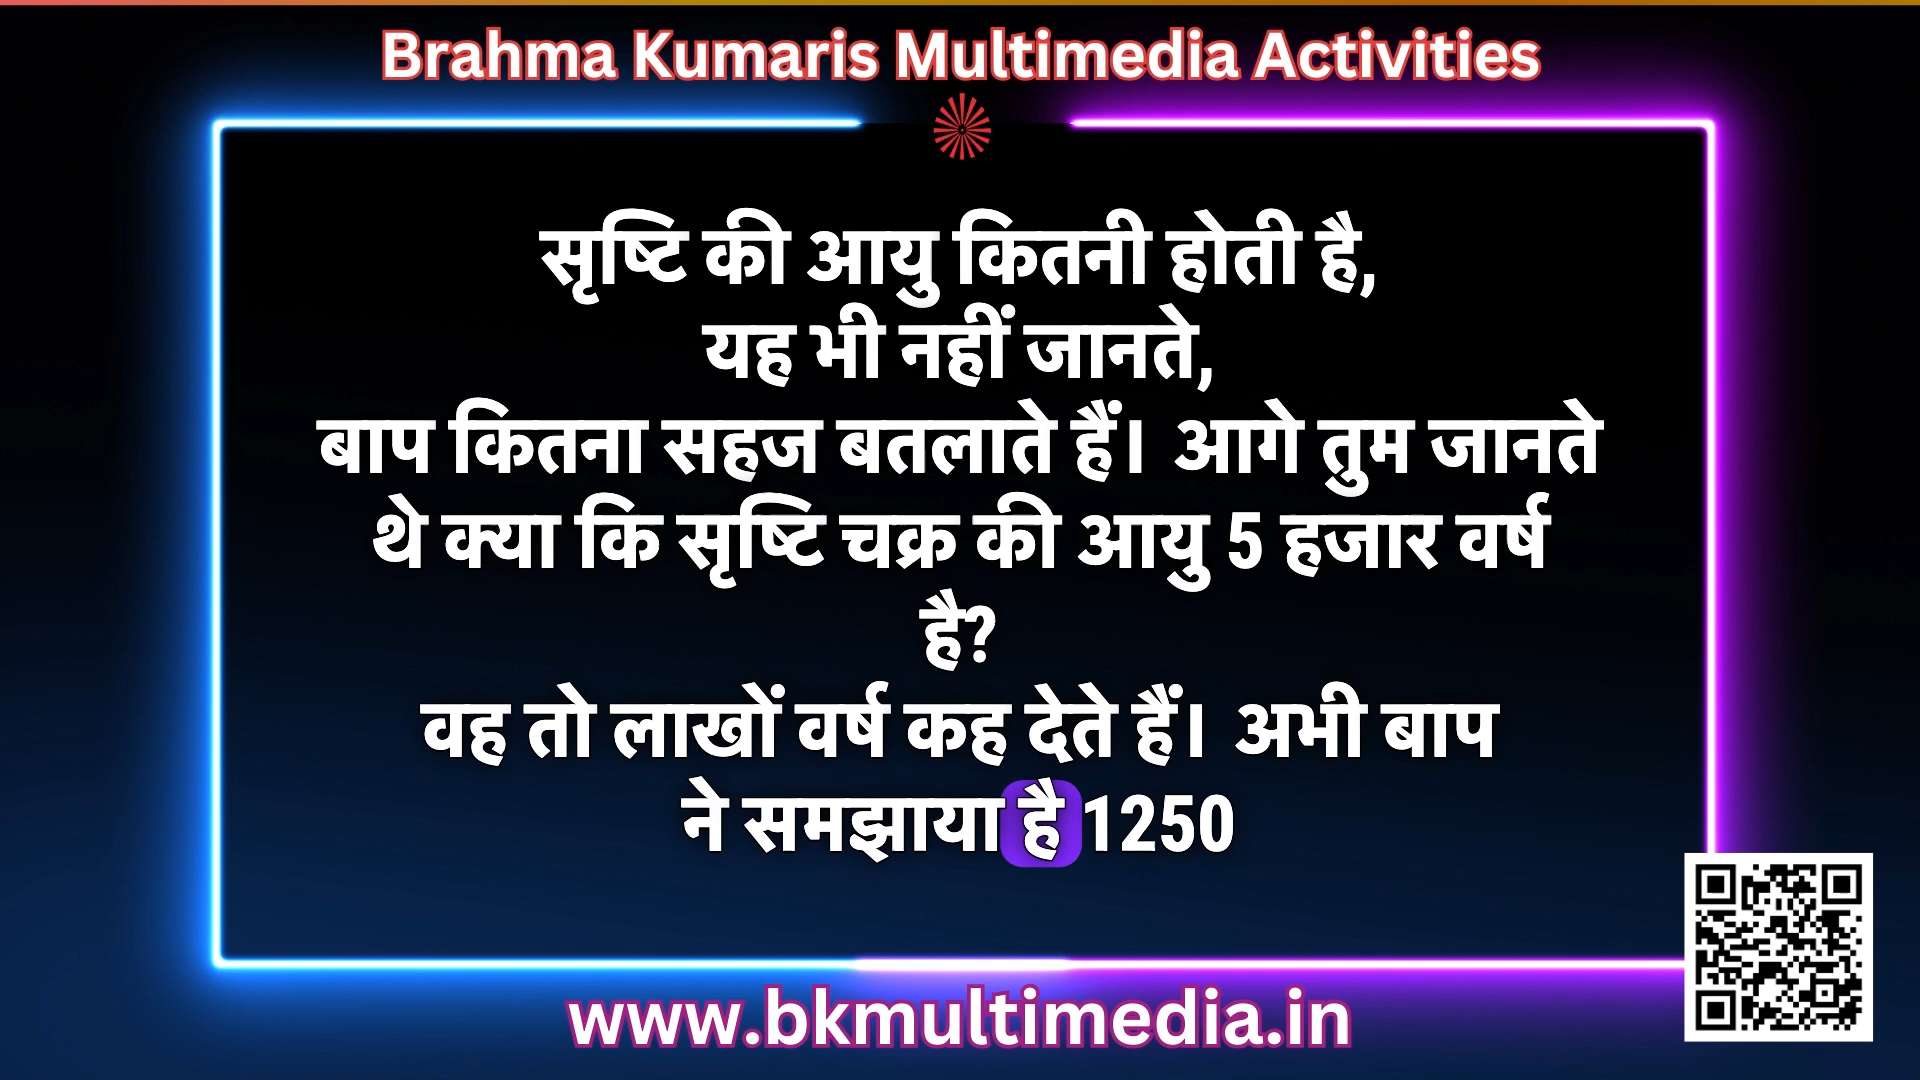 Brahma Kumaris Multimedia Activities
सृष्टि की आयु कितनी होती है,
यह भी नहीं जानते,
बाप कितना सहज बतलाते हैं। आगे तुम जानते
थे क्या कि सृष्टि चक्र की आयु 5 हजार वर्ष
है?
वह तो लाखों वर्ष कह देते हैं। अभी बाप
ने समझाया है 1250
www.bkmultimedia.in